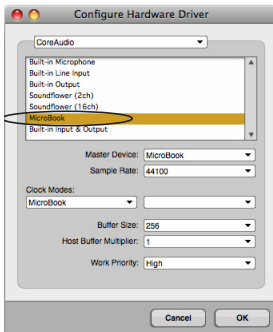 Configure Hardware Driver
CoreAudio
Built-in Microphone
Built-in Line Input
Built-in Output
Soundflower (2ch)
Soundflower (16ch)
MicroBook
Built-in Input & Output
Master Device: MicroBook
Sample Rate: 44100
Clock Modes:
MicroBook
Buffer Size: 256
Host Buffer Multiplier: 1
Work Priority: High
Cancel OK